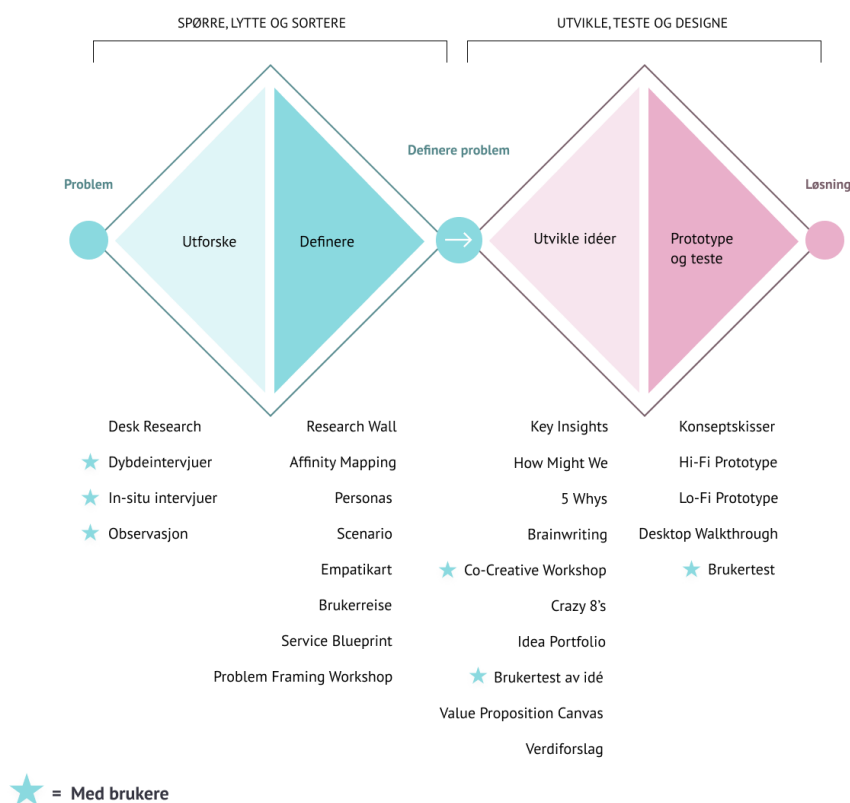 SPØRRE, LYTTE OG SORTERE
UTVIKLE, TESTE OG DESIGNE
Definere problem
Problem
Løsning
Utforske
Definere
Utvikle idéer
Prototype
og teste
Desk Research
Dybdeintervjuer
In-situ intervjuer
Observasjon
Research Wall
Affinity Mapping
Personas
Scenario
Empatikart
Brukerreise
Service Blueprint
Problem Framing Workshop
Key Insights
How Might We
5 Whys
Brainwriting
Co-Creative Workshop
Crazy 8's
Idea Portfolio
Brukertest av idé
Value Proposition Canvas
Verdiforslag
Konseptskisser
Hi-Fi Prototype
Lo-Fi Prototype
Desktop Walkthrough
Brukertest
= Med brukere